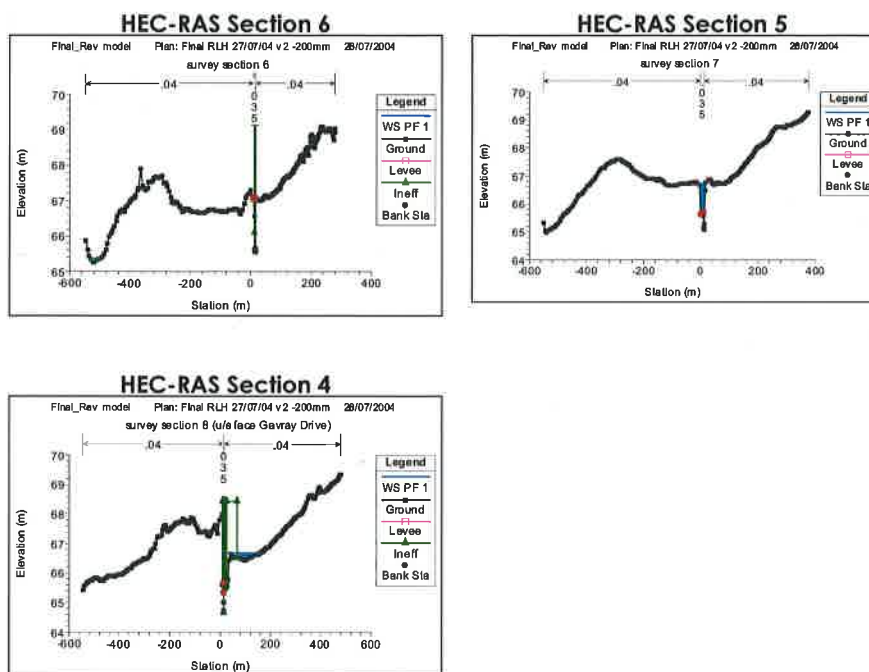 HEC-RAS Section 6
Final_Rev model Plan: Final RLH 27/07/04 v2 -200mm 28/07/2004
survey section 6
.04 .04
0
3
5
70
69
68
67
66
65
Elevation (m)
-600 -400 -200 0 200 400
Station (m)
Legend
WS PF 1
Ground
Levee
Ineff
Bank Sta
HEC-RAS Section 5
Final_Rev model Plan: Final RLH 27/07/04 v2 -200mm 28/07/2004
survey section 7
.04 .04
0
3
5
70
69
68
67
66
65
64
Elevation (m)
-600 -400 -200 0 200 400
Station (m)
Legend
WS PF 1
Ground
Levee
Bank Sta
HEC-RAS Section 4
Final_Rev model Plan: Final RLH 27/07/04 v2 -200mm 28/07/2004
survey section 8 (u/s face Gavray Drive)
.04 .04
0
3
5
70
69
68
67
66
65
64
Elevation (m)
-600 -400 -200 0 200 400 600
Station (m)
Legend
WS PF 1
Ground
Levee
Ineff
Bank Sta